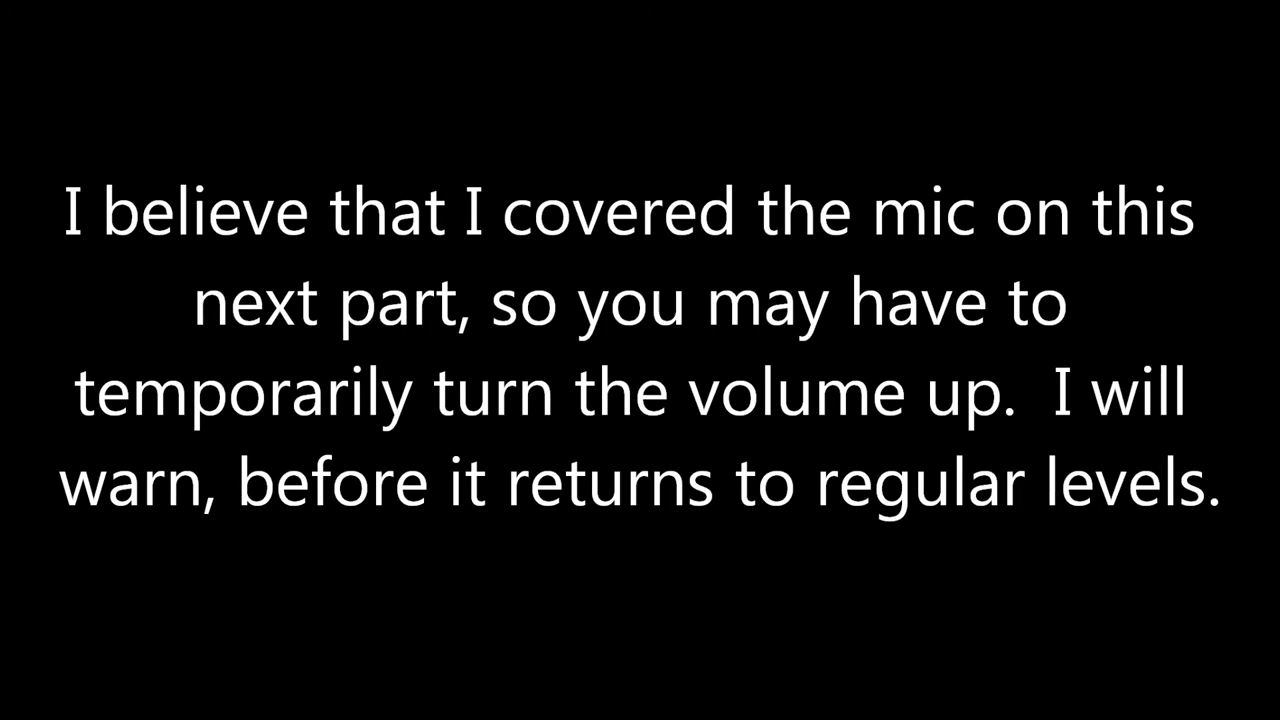 I believe that I covered the mic on this
next part, so you may have to
temporarily turn the volume up.  I will
warn, before it returns to regular levels.